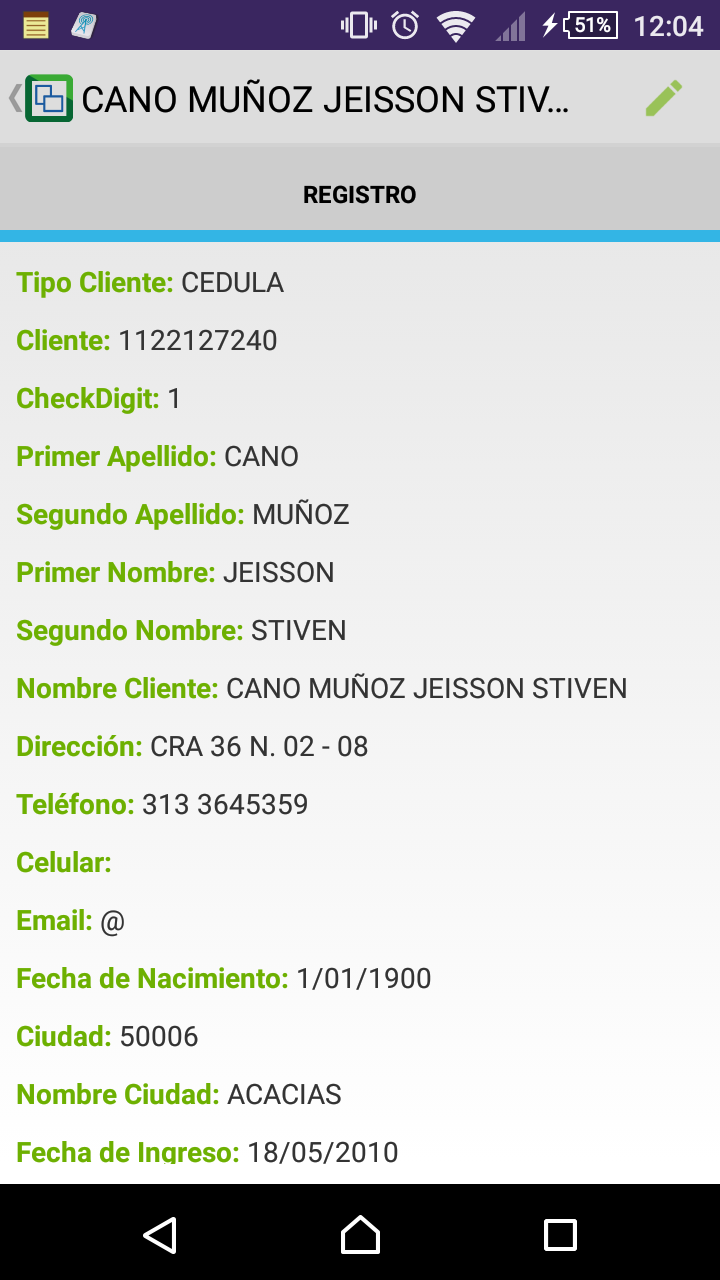 51% 12:04
CANO MUÑOZ JEISSON STIV...
REGISTRO
Tipo Cliente: CEDULA
Cliente: 1122127240
CheckDigit: 1
Primer Apellido: CANO
Segundo Apellido: MUÑOZ
Primer Nombre: JEISSON
Segundo Nombre: STIVEN
Nombre Cliente: CANO MUÑOZ JEISSON STIVEN
Dirección: CRA 36 N. 02 - 08
Teléfono: 313 3645359
Celular:
Email: @
Fecha de Nacimiento: 1/01/1900
Ciudad: 50006
Nombre Ciudad: ACACIAS
Fecha de Ingreso: 18/05/2010